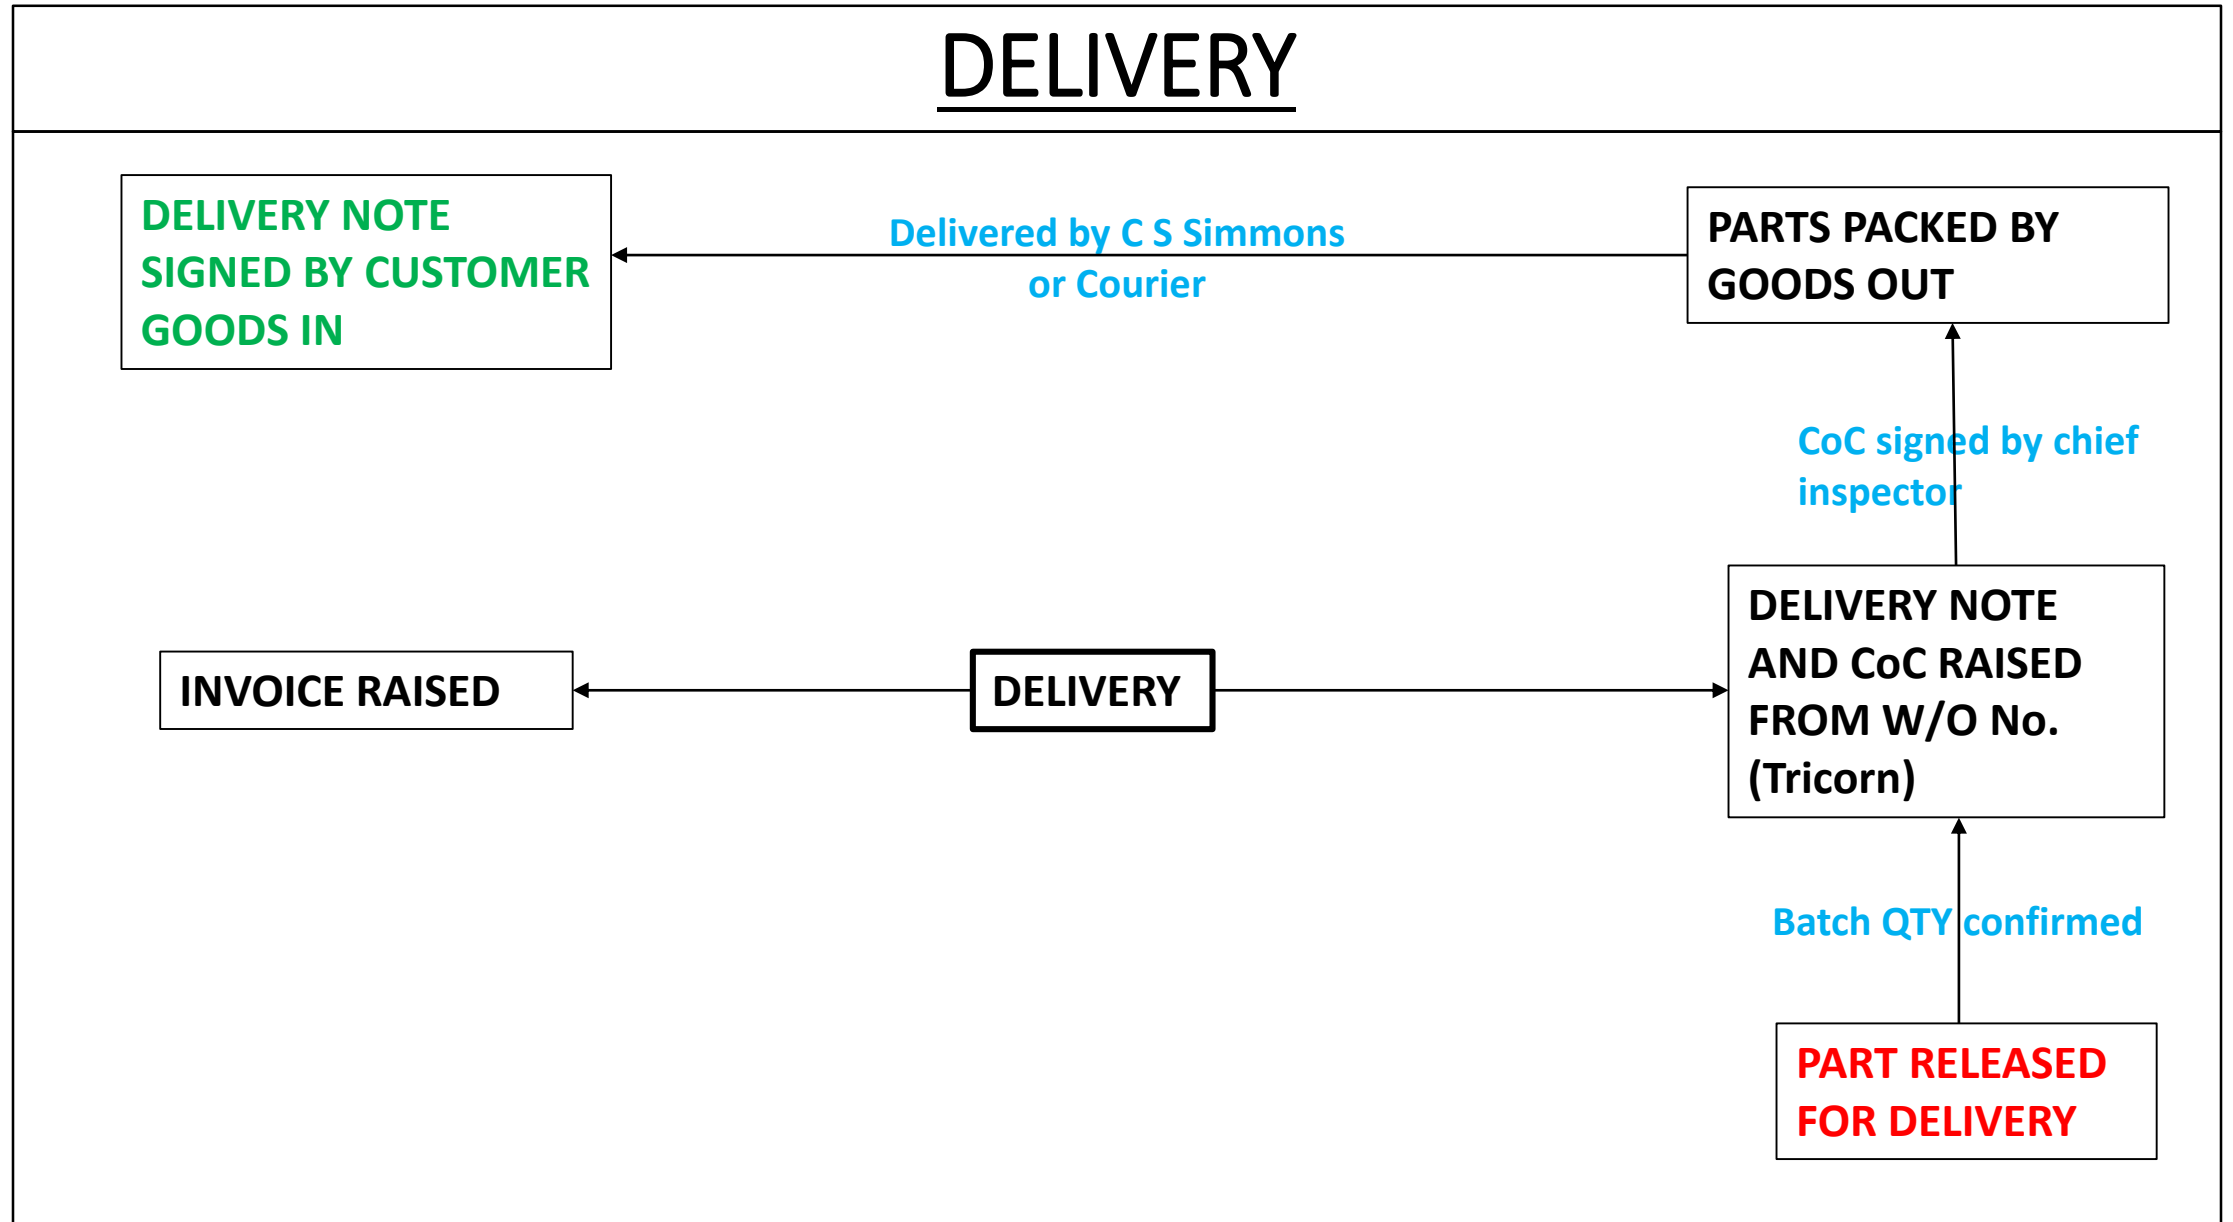 DELIVERY
DELIVERY NOTE
SIGNED BY CUSTOMER
GOODS IN
Delivered by C S Simmons
or Courier
PARTS PACKED BY
GOODS OUT
CoC signed by chief
inspector
INVOICE RAISED
DELIVERY
DELIVERY NOTE
AND CoC RAISED
FROM W/O No.
(Tricorn)
Batch QTY confirmed
PART RELEASED
FOR DELIVERY